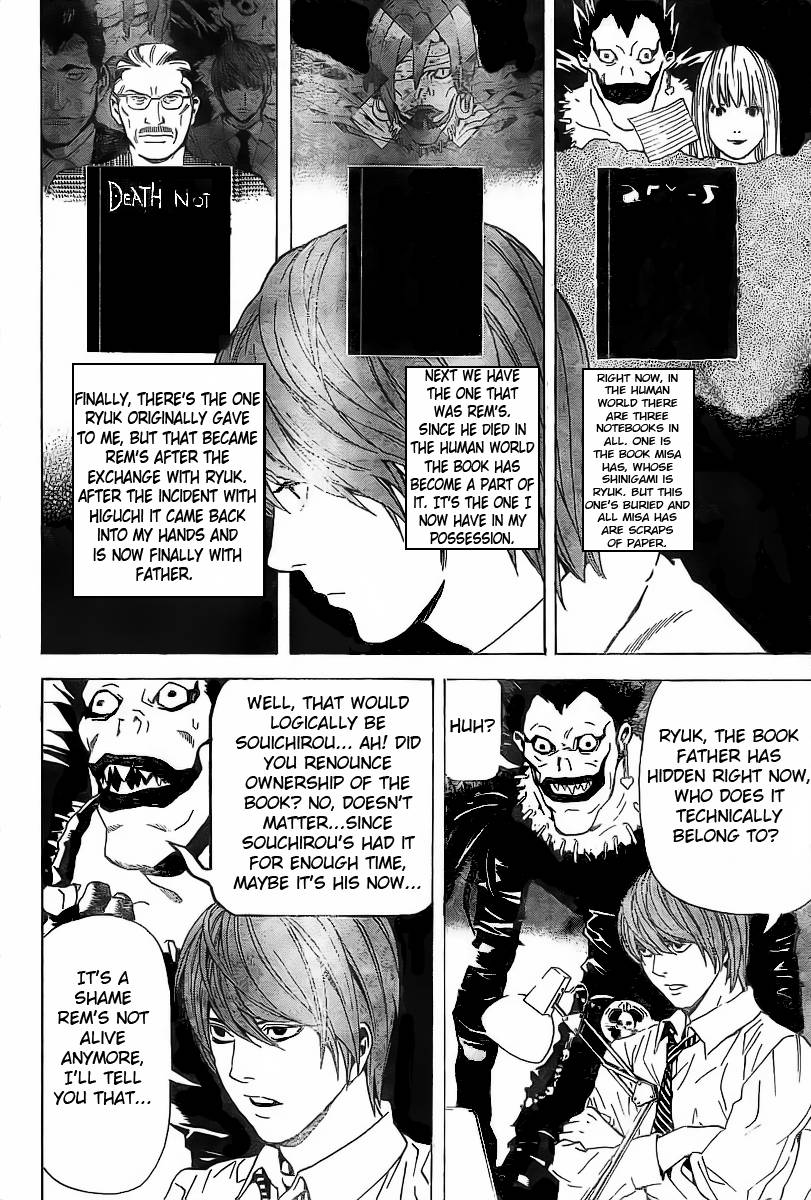 RIGHT NOW, IN
THE HUMAN
WORLD THERE
ARE THREE
NOTEBOOKS IN
ALL. ONE IS
THE BOOK MISA
HAS, WHOSE
SHINIGAMI IS
RYUK. BUT THIS
ONE'S BURIED AND
ALL MISA HAS
ARE SCRAPS
OF PAPER.
NEXT WE HAVE
THE ONE THAT
WAS REM'S.
SINCE HE DIED IN
THE HUMAN WORLD
THE BOOK HAS
BECOME A PART OF
IT. IT'S THE ONE I
NOW HAVE IN MY
POSSESSION.
DEATH NOT
FINALLY, THERE'S THE ONE
RYUK ORIGINALLY GAVE
TO ME, BUT THAT BECAME
REM'S AFTER THE
EXCHANGE WITH RYUK.
AFTER THE INCIDENT WITH
HIGUCHI IT CAME BACK
INTO MY HANDS AND
IS NOW FINALLY WITH
FATHER.
RYUK, THE BOOK
FATHER HAS
HIDDEN RIGHT NOW,
WHO DOES IT
TECHNICALLY
BELONG TO?
HUH?
WELL, THAT WOULD
LOGICALLY BE
SOUICHIROU... AH! DID
YOU RENOUNCE
OWNERSHIP OF THE
BOOK? NO, DOESN'T
MATTER...SINCE
SOUCHIROU'S HAD IT
FOR ENOUGH TIME,
MAYBE IT'S HIS NOW...
IT'S A
SHAME
REM'S NOT
ALIVE
ANYMORE,
I'LL TELL
YOU THAT...